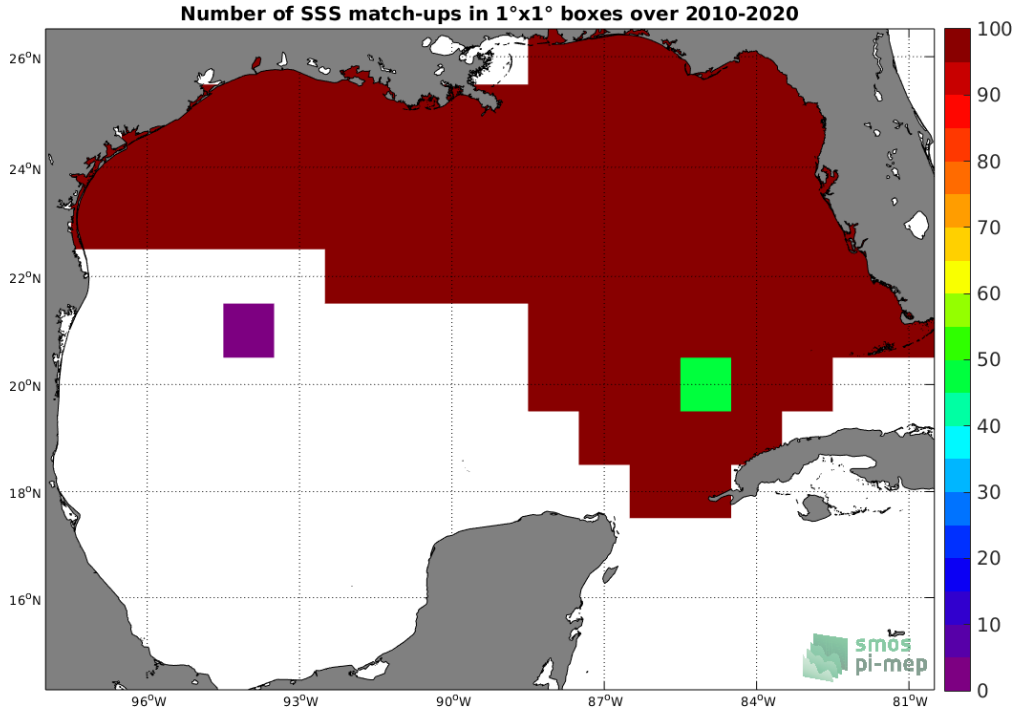 Number of SSS match-ups in 1°x1° boxes over 2010-2020
26°N
24°N
22°N
20°N
18°N
16°N
96°W
93°W
90°W
87°W
84°W
81°W
100
90
80
70
60
50
40
30
20
10
0
smos
pi-mep